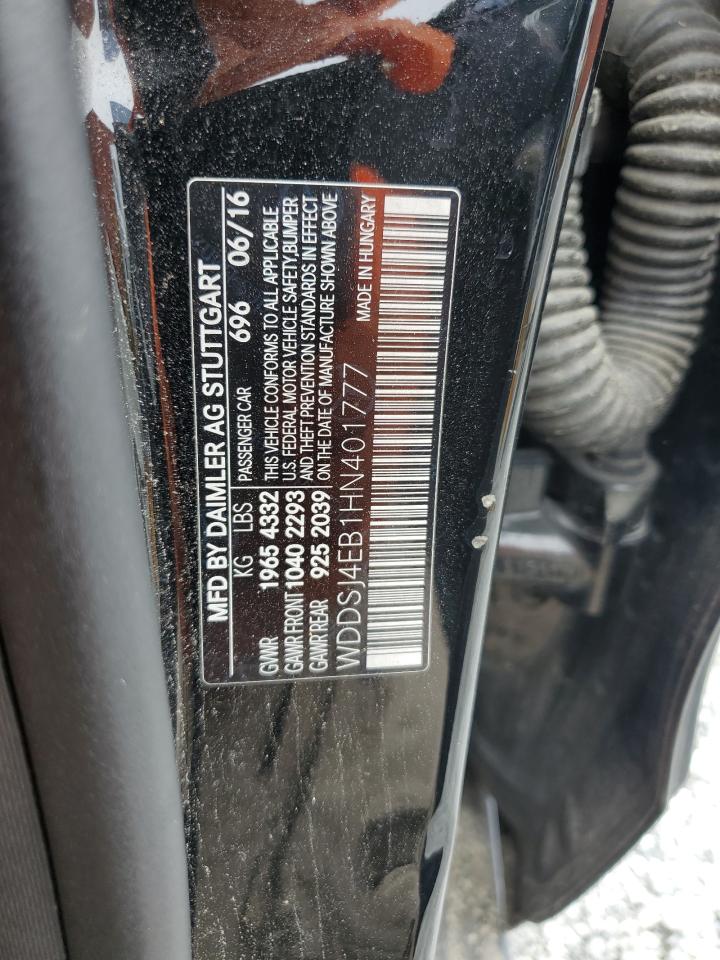 MFD BY DAIMLER AG STUTTGART
KG LBS PASSENGER CAR 696 06/16
GVWR 1965 4332 THIS VEHICLE CONFORMS TO ALL APPLICABLE
GAWR FRONT 1040 2293 U.S. FEDERAL MOTOR VEHICLE SAFETY,BUMPER
GAWR REAR 925 2039 AND THEFT PREVENTION STANDARDS IN EFFECT
ON THE DATE OF MANUFACTURE SHOWN ABOVE
WDDSJ4EB1HN401777 MADE IN HUNGARY